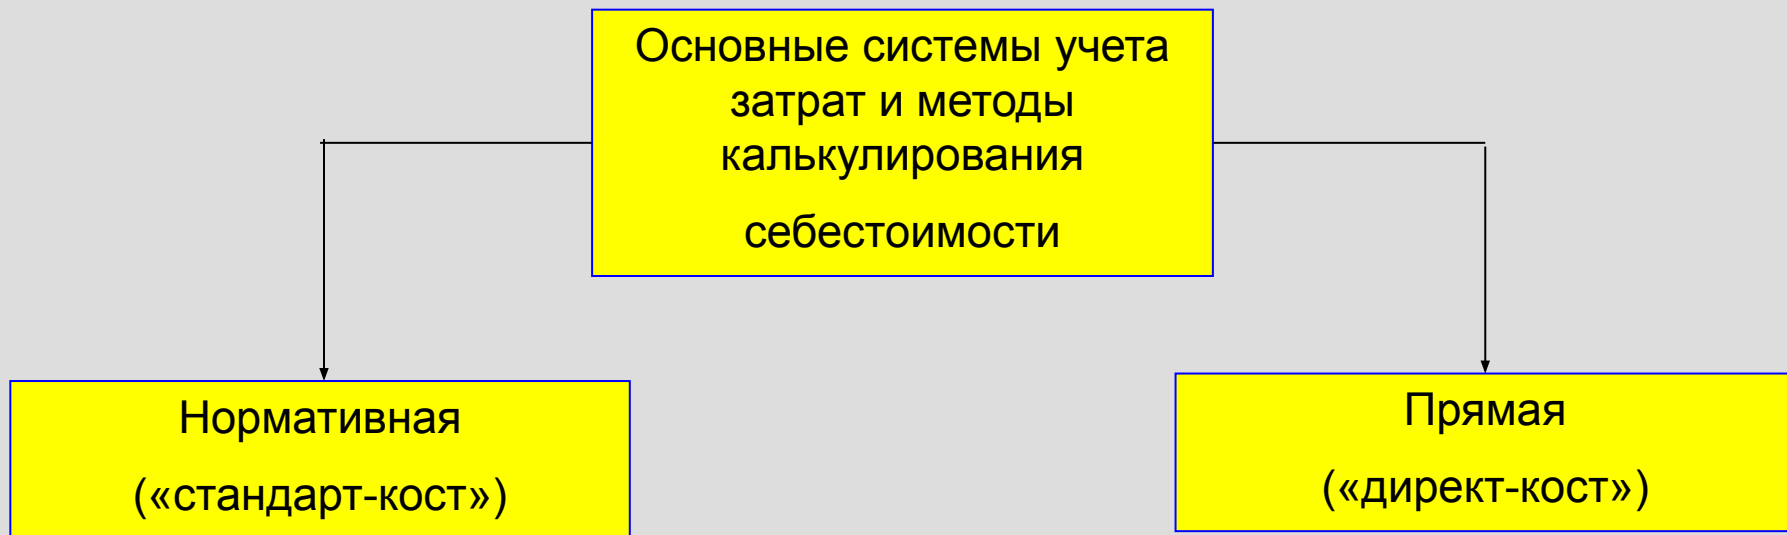 Основные системы учета
затрат и методы
калькулирования
себестоимости
Нормативная
(«стандарт-кост»)
Прямая
(«директ-кост»)